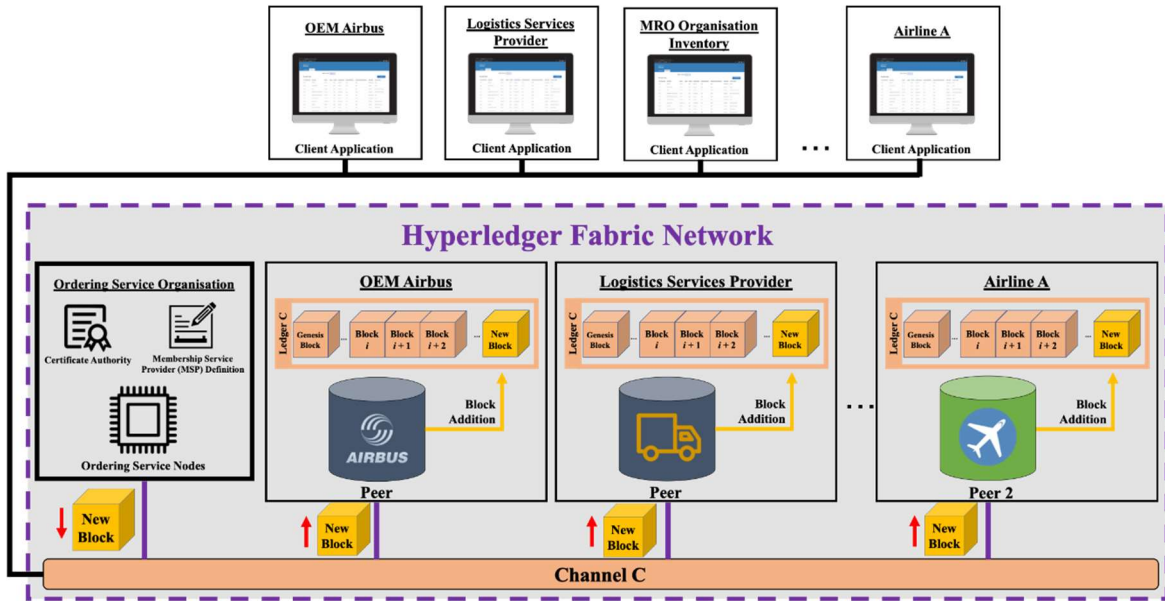 OEM Airbus
Client Application
Logistics Services
Provider
Client Application
MRO Organisation
Inventory
Client Application
...
Airline A
Client Application
Hyperledger Fabric Network
Ordering Service Organisation
Certificate Authority
Membership Service
Provider (MSP) Definition
Ordering Service Nodes
OEM Airbus
Ledger C
Genesis
Block
...
Block
i
Block
i + 1
Block
i + 2
...
New
Block
Block
Addition
AIRBUS
Peer
Logistics Services Provider
Ledger C
Genesis
Block
...
Block
i
Block
i + 1
Block
i + 2
...
New
Block
Block
Addition
Peer
...
Airline A
Ledger C
Genesis
Block
...
Block
i
Block
i + 1
Block
i + 2
...
New
Block
Block
Addition
Peer 2
New
Block
New
Block
New
Block
New
Block
Channel C